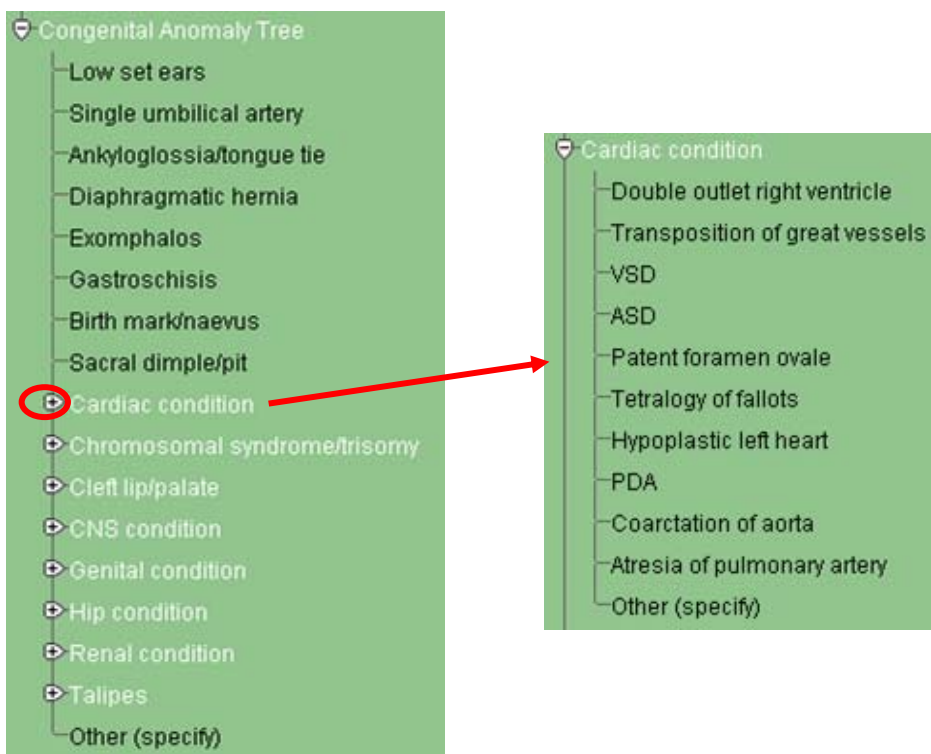 Congenital Anomaly Tree
Low set ears
Single umbilical artery
Ankyloglossia/tongue tie
Diaphragmatic hernia
Exomphalos
Gastroschisis
Birth mark/naevus
Sacral dimple/pit
Cardiac condition
Chromosomal syndrome/trisomy
Cleft lip/palate
CNS condition
Genital condition
Hip condition
Renal condition
Talipes
Other (specify)
Cardiac condition
Double outlet right ventricle
Transposition of great vessels
VSD
ASD
Patent foramen ovale
Tetralogy of fallots
Hypoplastic left heart
PDA
Coarctation of aorta
Atresia of pulmonary artery
Other (specify)